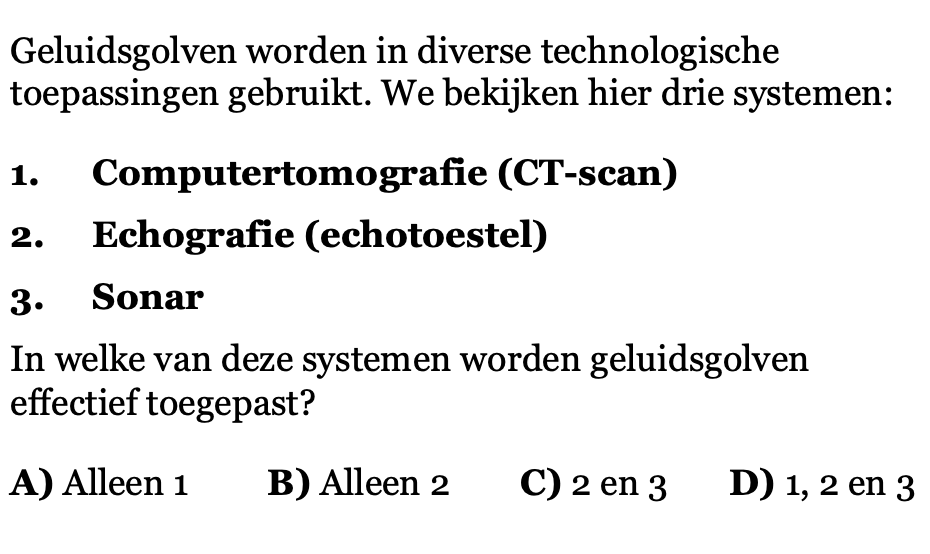 Geluidsgolven worden in diverse technologische
toepassingen gebruikt. We bekijken hier drie systemen:
1. Computertomografie (CT-scan)
2. Echografie (echotoestel)
3. Sonar
In welke van deze systemen worden geluidsgolven
effectief toegepast?
A) Alleen 1 B) Alleen 2 C) 2 en 3 D) 1, 2 en 3